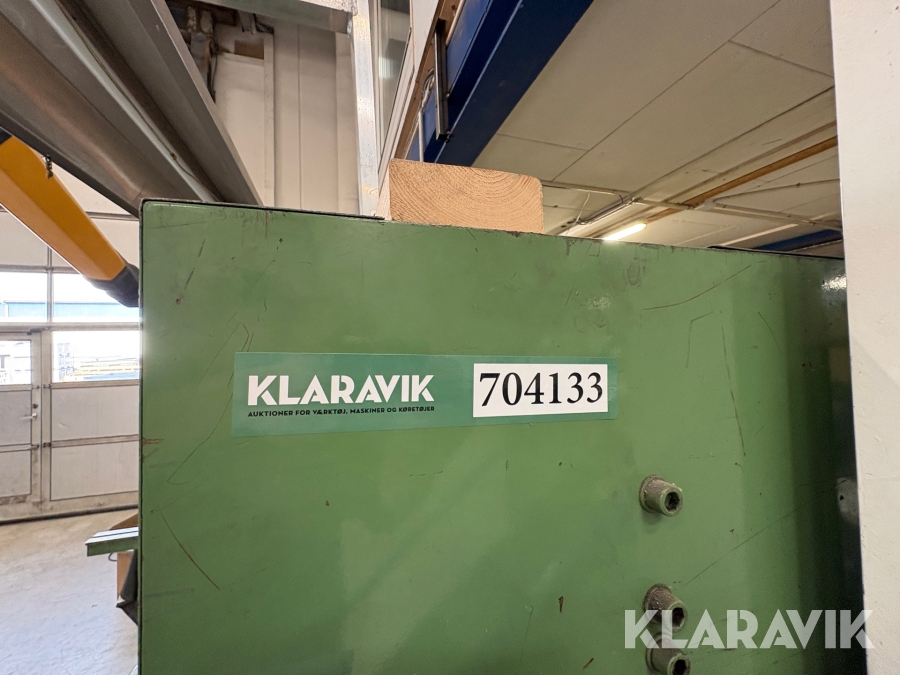 KLARAVIK
AUKTIONER FOR VÆRKTØJ, MASKINER OG KØRETØJER
704133
KLARAVIK